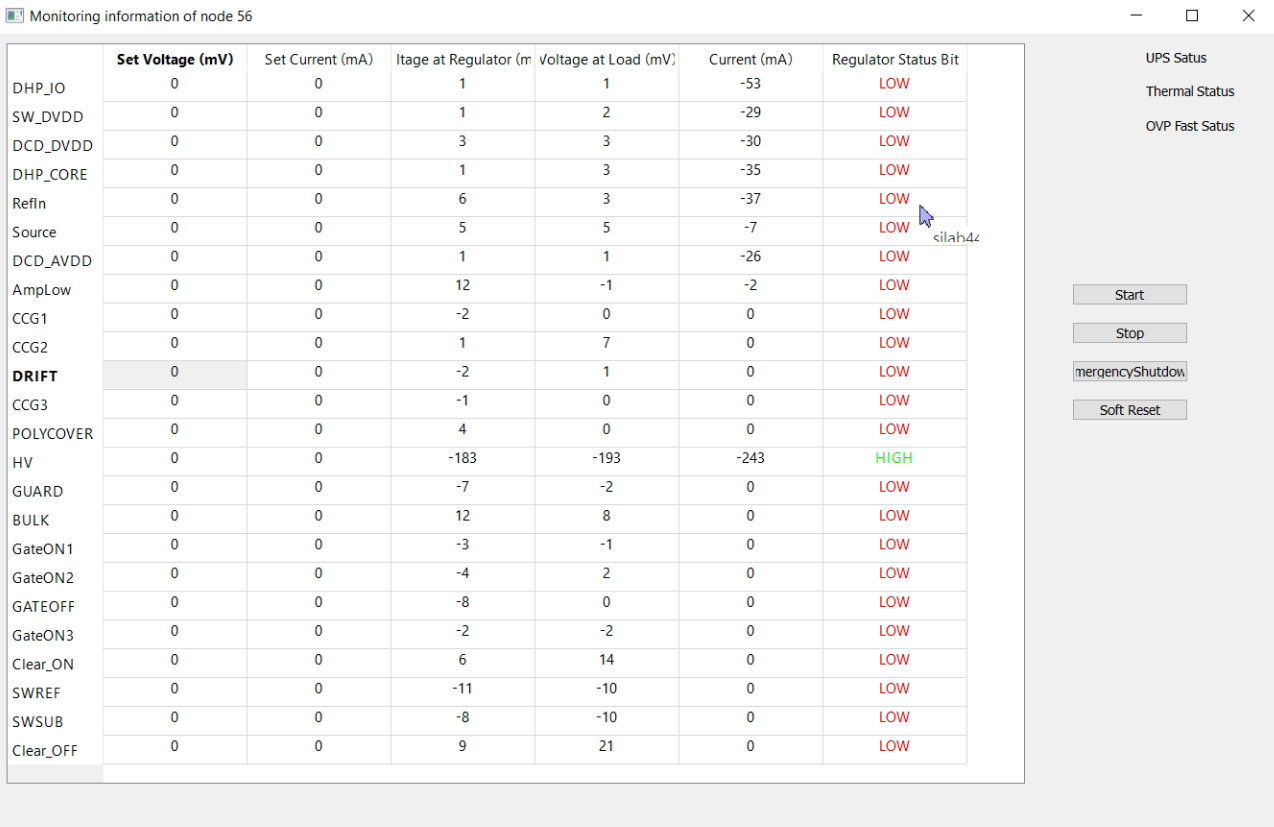 Monitoring information of node 56
Set Voltage (mV) Set Current (mA) ltage at Regulator (m Voltage at Load (mV) Current (mA) Regulator Status Bit
DHP_IO 0 0 1 1 -53 LOW
SW_DVDD 0 0 1 2 -29 LOW
DCD_DVDD 0 0 3 3 -30 LOW
DHP_CORE 0 0 1 3 -35 LOW
RefIn 0 0 6 3 -37 LOW
Source 0 0 5 5 -7 LOW
silab44
DCD_AVDD 0 0 1 1 -26 LOW
AmpLow 0 0 12 -1 -2 LOW
CCG1 0 0 -2 0 0 LOW
CCG2 0 0 1 7 0 LOW
DRIFT 0 0 -2 1 0 LOW
CCG3 0 0 -1 0 0 LOW
POLYCOVER 0 0 4 0 0 LOW
HV 0 0 -183 -193 -243 HIGH
GUARD 0 0 -7 -2 0 LOW
BULK 0 0 12 8 0 LOW
GateON1 0 0 -3 -1 0 LOW
GateON2 0 0 -4 2 0 LOW
GATEOFF 0 0 -8 0 0 LOW
GateON3 0 0 -2 -2 0 LOW
Clear_ON 0 0 6 14 0 LOW
SWREF 0 0 -11 -10 0 LOW
SWSUB 0 0 -8 -10 0 LOW
Clear_OFF 0 0 9 21 0 LOW
UPS Satus
Thermal Status
OVP Fast Satus
Start
Stop
mergencyShutdow
Soft Reset